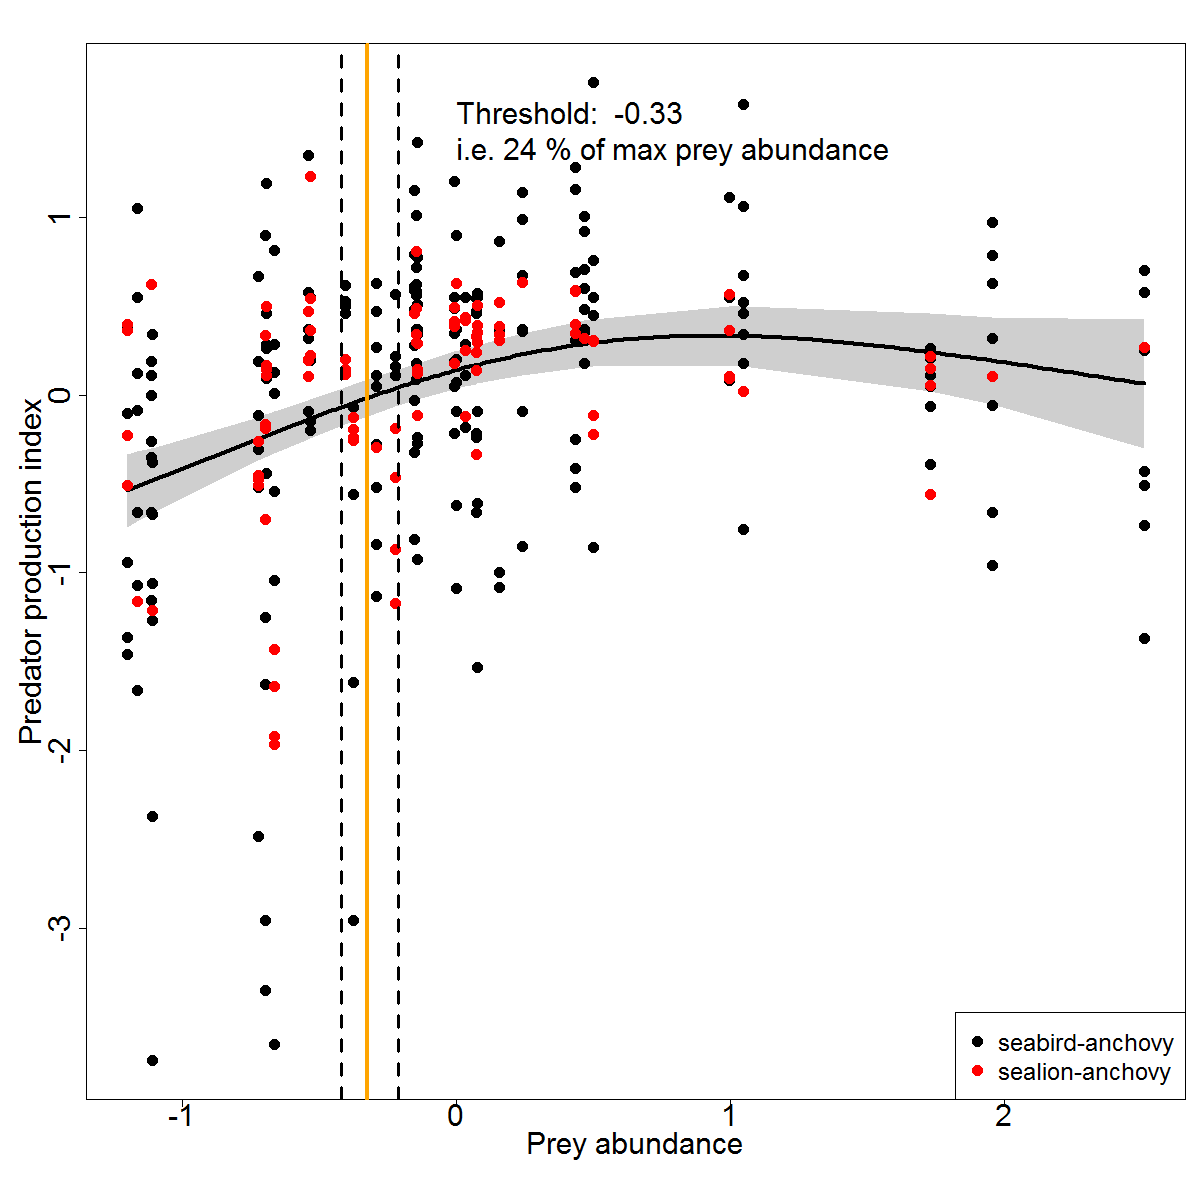 Threshold:  -0.33
i.e. 24 % of max prey abundance
Predator production index
1
0
-1
-2
-3
seabird-anchovy
sealion-anchovy
-1
0
1
2
Prey abundance